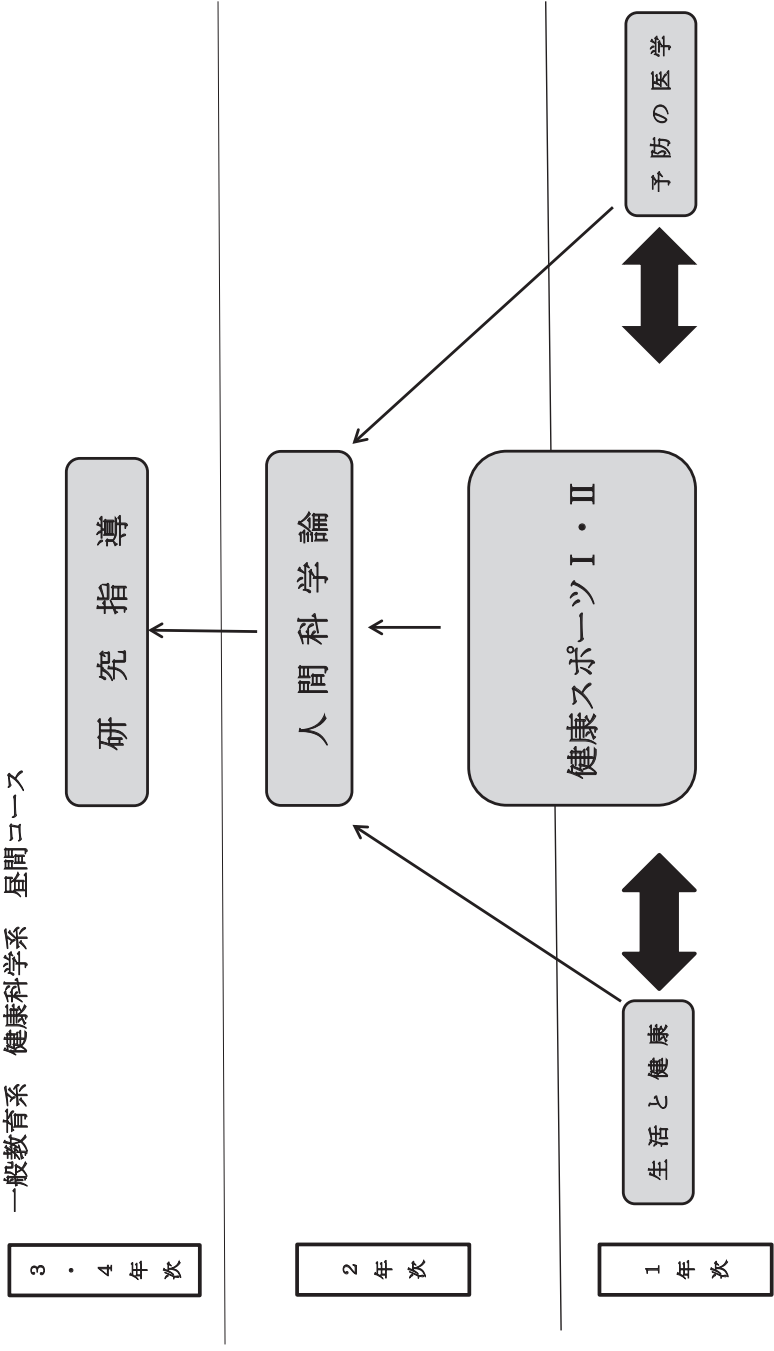 一般教育系　健康科学系　昼間コース
3・4年次
研究指導
2年次
人間科学論
1年次
健康スポーツⅠ・Ⅱ
生活と健康
予防の医学